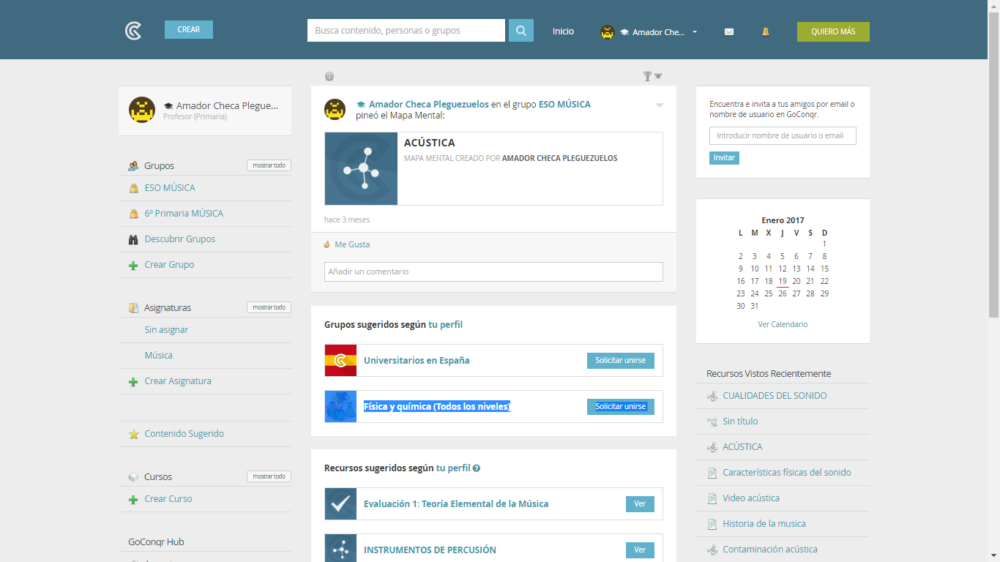 CREAR
Busca contenido, personas o grupos
Inicio
Amador Che...
QUIERO MÁS
Amador Checa Plegue...
Profesor (Primaria)
Grupos
mostrar todo
ESO MÚSICA
6º Primaria MÚSICA
Descubrir Grupos
Crear Grupo
Asignaturas
mostrar todo
Sin asignar
Música
Crear Asignatura
Contenido Sugerido
Cursos
mostrar todo
Crear Curso
GoConqr Hub
Amador Checa Pleguezuelos en el grupo ESO MÚSICA
pineó el Mapa Mental:
ACÚSTICA
MAPA MENTAL CREADO POR AMADOR CHECA PLEGUEZUELOS
hace 3 meses
Me Gusta
Añadir un comentario
Grupos sugeridos según tu perfil
Universitarios en España
Solicitar unirse
Física y química (Todos los niveles)
Solicitar unirse
Recursos sugeridos según tu perfil
Evaluación 1: Teoría Elemental de la Música
Ver
INSTRUMENTOS DE PERCUSIÓN
Ver
Encuentra e invita a tus amigos por email o
nombre de usuario en GoConqr.
Introducir nombre de usuario o email
Invitar
Enero 2017
L M X J V S D
1
2 3 4 5 6 7 8
9 10 11 12 13 14 15
16 17 18 19 20 21 22
23 24 25 26 27 28 29
30 31
Ver Calendario
Recursos Vistos Recientemente
CUALIDADES DEL SONIDO
Sin título
ACÚSTICA
Características físicas del sonido
Video acústica
Historia de la musica
Contaminación acústica